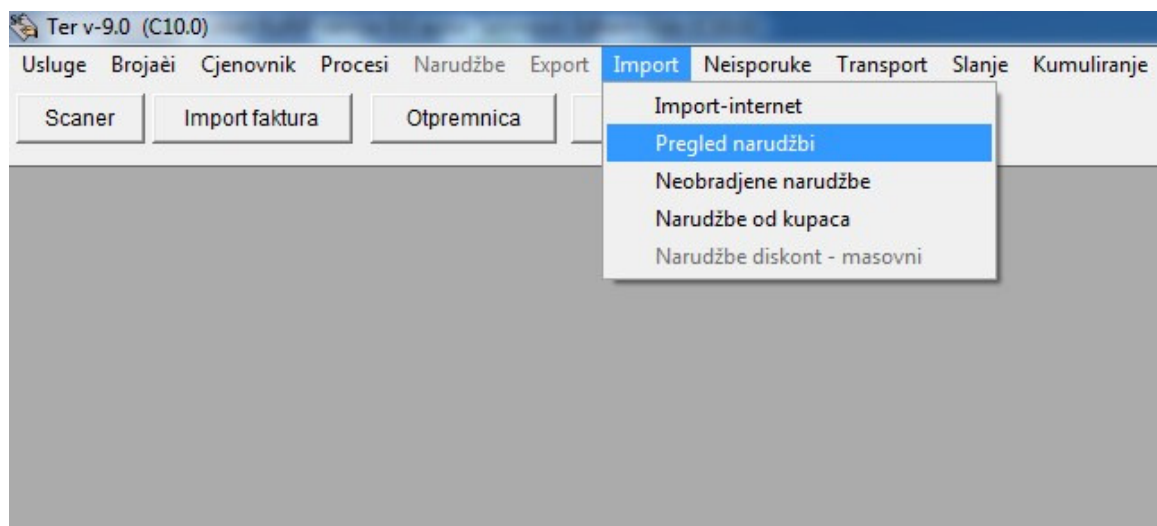 Ter v-9.0 (C10.0)
Usluge Brojaèi Cjenovnik Procesi Narudžbe Export Import Neisporuke Transport Slanje Kumuliranje
Scaner Import faktura Otpremnica
Import-internet
Pregled narudžbi
Neobradjene narudžbe
Narudžbe od kupaca
Narudžbe diskont - masovni